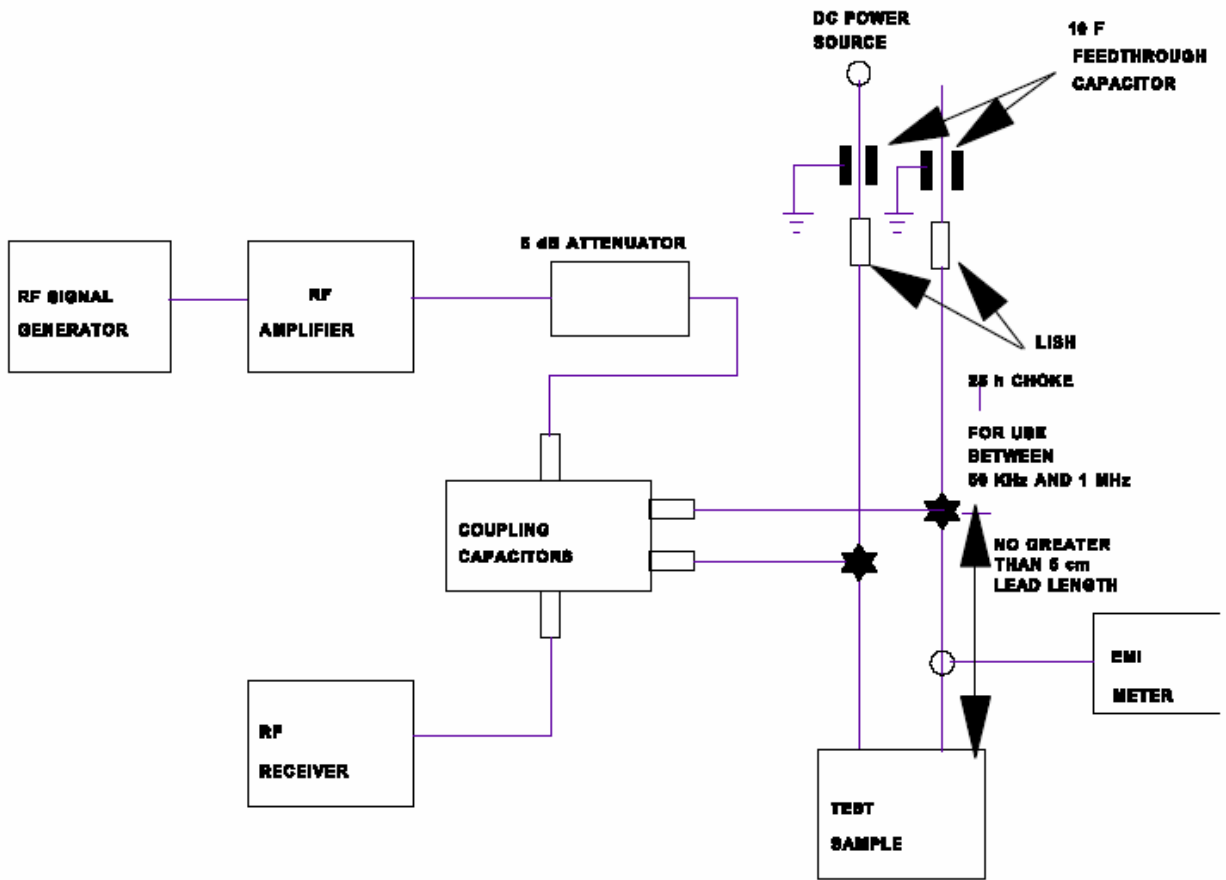 DC POWER
SOURCE
10 F
FEEDTHROUGH
CAPACITOR
5 dB ATTENUATOR
RF SIGNAL
GENERATOR
RF
AMPLIFIER
LISH
25 h CHOKE
FOR USE
BETWEEN
50 KHz AND 1 MHz
COUPLING
CAPACITORS
NO GREATER
THAN 5 cm
LEAD LENGTH
EMI
METER
RF
RECEIVER
TEST
SAMPLE